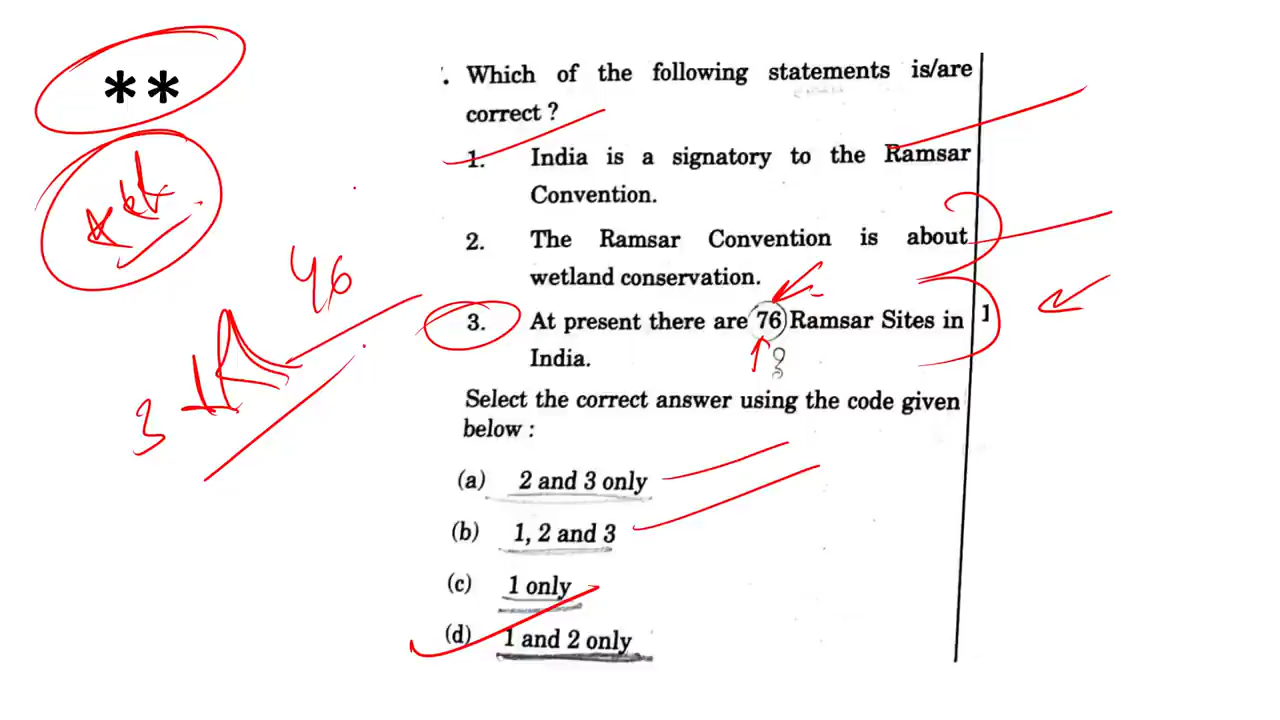 **
. Which of the following statements is/are
correct ?
1. India is a signatory to the Ramsar
Convention.
2. The Ramsar Convention is about
wetland conservation.
3. At present there are 76 Ramsar Sites in
India.
Select the correct answer using the code given
below :
(a) 2 and 3 only
(b) 1, 2 and 3
(c) 1 only
(d) 1 and 2 only
46
3